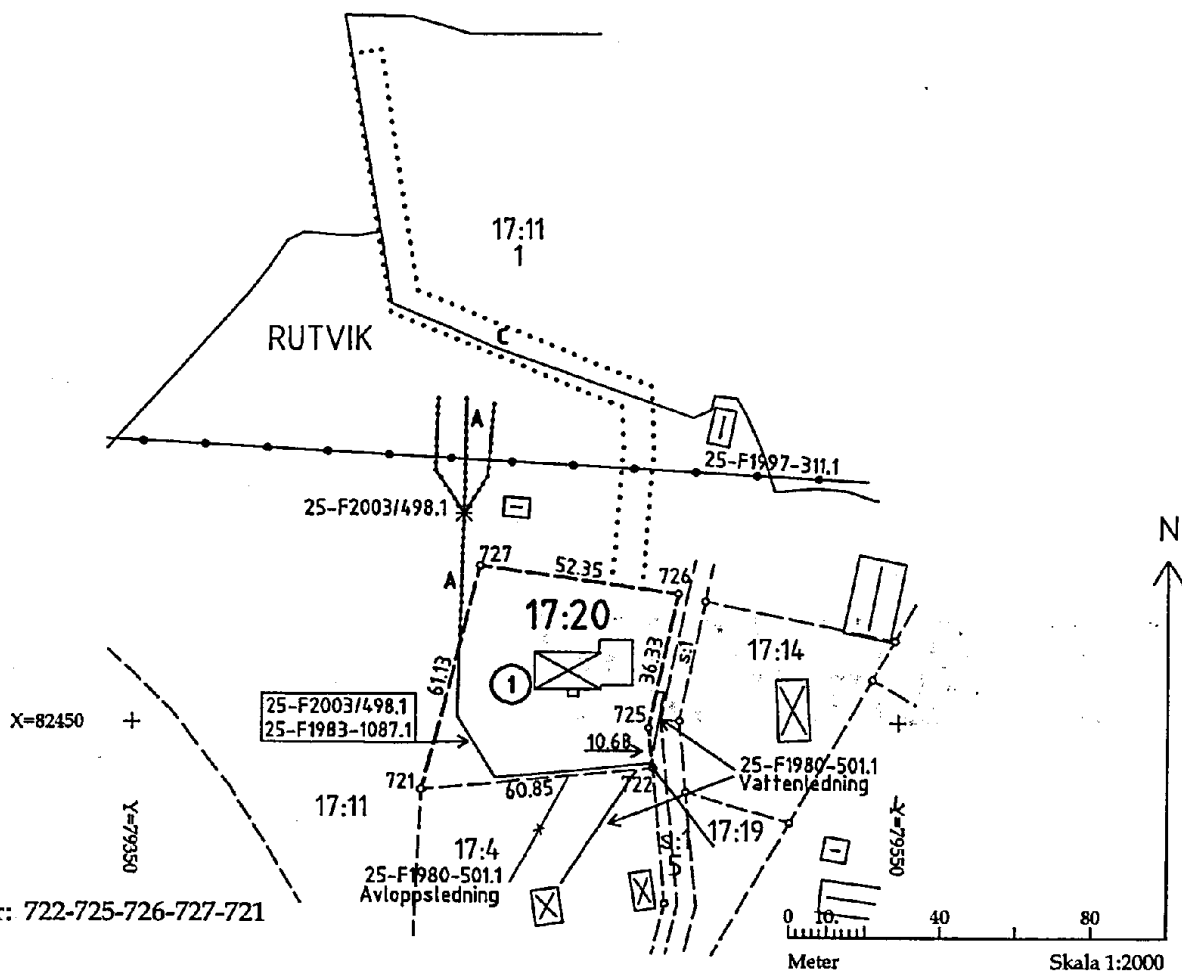 17:11
1
RUTVIK
C
A
25-F1997-311.1
25-F2003/498.1
N
727
52.35
726
A
17:20
36.33
s:1
17:14
61.13
1
25-F2003/498.1
25-F1983-1087.1
X=82450
725
10.68
25-F1980-501.1
Vattenledning
721
60.85
722
17:11
17:19
Y=79350
Y=79550
17:4
25-F1980-501.1
Avloppsledning
r: 722-725-726-727-721
0 10. 40 80
Meter Skala 1:2000